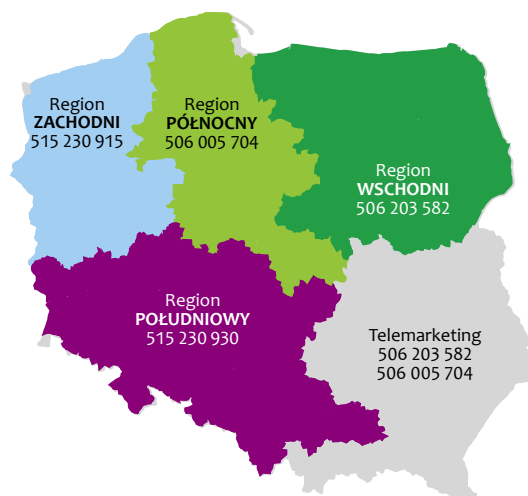 Region
ZACHODNI
515 230 915
Region
PÓŁNOCNY
506 005 704
Region
WSCHODNI
506 203 582
Region
POŁUDNIOWY
515 230 930
Telemarketing
506 203 582
506 005 704